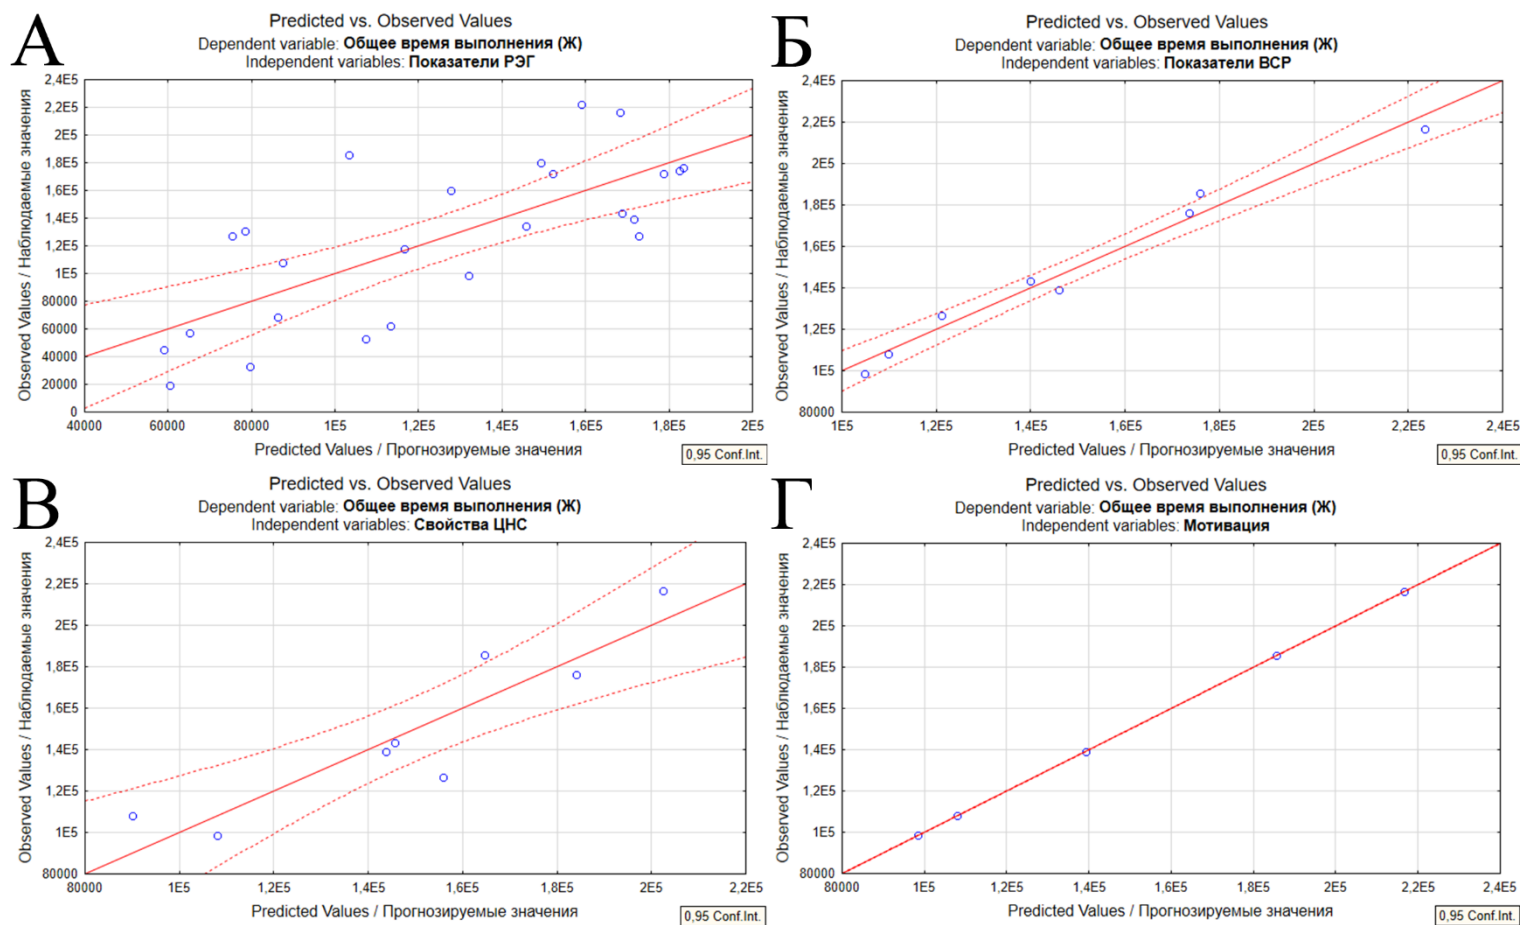 А
Predicted vs. Observed Values
Dependent variable: Общее время выполнения (Ж)
Independent variables: Показатели РЭГ
Observed Values / Наблюдаемые значения
2,4E5
2,2E5
2E5
1,8E5
1,6E5
1,4E5
1,2E5
1E5
80000
60000
40000
20000
0
40000 60000 80000 1E5 1,2E5 1,4E5 1,6E5 1,8E5 2E5
Predicted Values / Прогнозируемые значения
0,95 Conf.Int.
Б
Predicted vs. Observed Values
Dependent variable: Общее время выполнения (Ж)
Independent variables: Показатели ВСР
Observed Values / Наблюдаемые значения
2,4E5
2,2E5
2E5
1,8E5
1,6E5
1,4E5
1,2E5
1E5
80000
1E5 1,2E5 1,4E5 1,6E5 1,8E5 2E5 2,2E5 2,4E5
Predicted Values / Прогнозируемые значения
0,95 Conf.Int.
В
Predicted vs. Observed Values
Dependent variable: Общее время выполнения (Ж)
Independent variables: Свойства ЦНС
Observed Values / Наблюдаемые значения
2,4E5
2,2E5
2E5
1,8E5
1,6E5
1,4E5
1,2E5
1E5
80000
80000 1E5 1,2E5 1,4E5 1,6E5 1,8E5 2E5 2,2E5
Predicted Values / Прогнозируемые значения
0,95 Conf.Int.
Г
Predicted vs. Observed Values
Dependent variable: Общее время выполнения (Ж)
Independent variables: Мотивация
Observed Values / Наблюдаемые значения
2,4E5
2,2E5
2E5
1,8E5
1,6E5
1,4E5
1,2E5
1E5
80000
80000 1E5 1,2E5 1,4E5 1,6E5 1,8E5 2E5 2,2E5 2,4E5
Predicted Values / Прогнозируемые значения
0,95 Conf.Int.